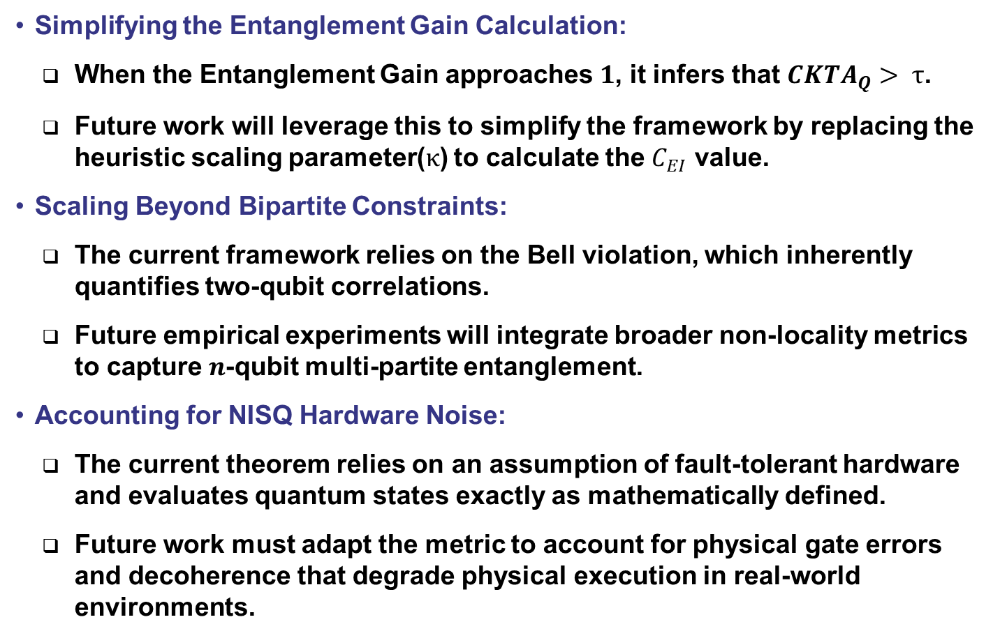 • Simplifying the Entanglement Gain Calculation:
❑ When the Entanglement Gain approaches 1, it infers that CKTA_Q > τ.
❑ Future work will leverage this to simplify the framework by replacing the
heuristic scaling parameter(κ) to calculate the C_EI value.
• Scaling Beyond Bipartite Constraints:
❑ The current framework relies on the Bell violation, which inherently
quantifies two-qubit correlations.
❑ Future empirical experiments will integrate broader non-locality metrics
to capture n-qubit multi-partite entanglement.
• Accounting for NISQ Hardware Noise:
❑ The current theorem relies on an assumption of fault-tolerant hardware
and evaluates quantum states exactly as mathematically defined.
❑ Future work must adapt the metric to account for physical gate errors
and decoherence that degrade physical execution in real-world
environments.